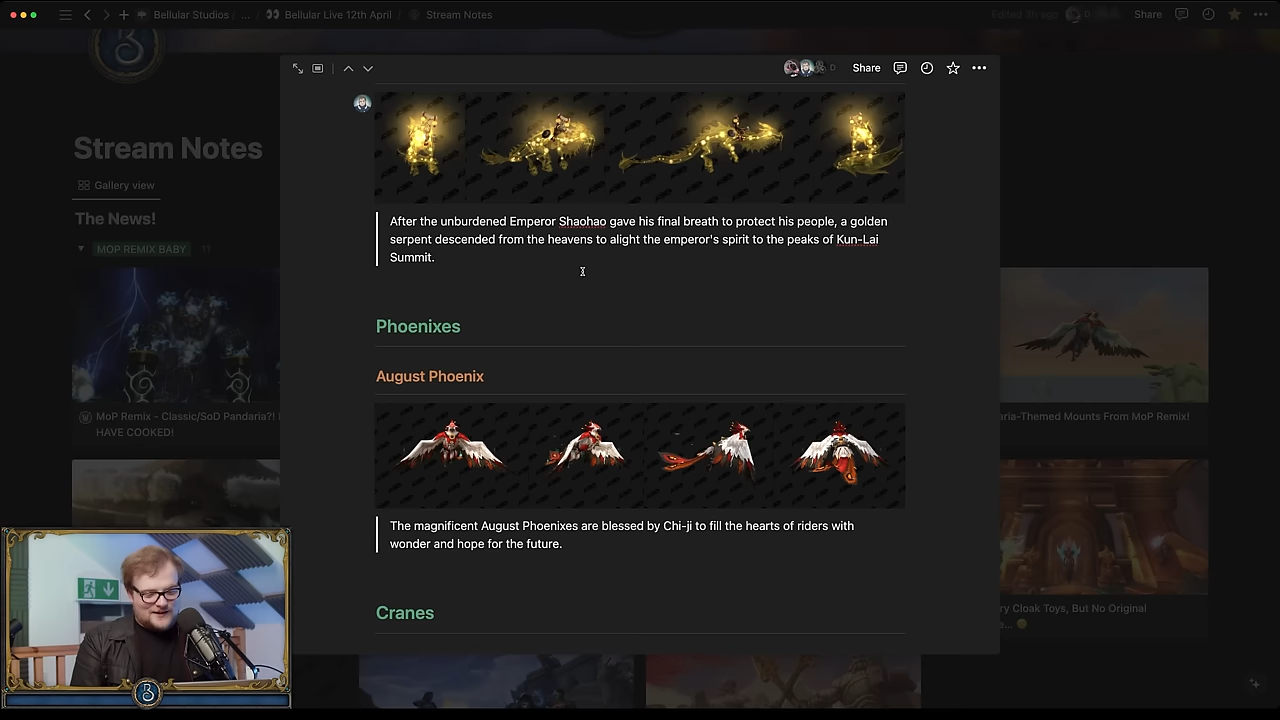 Bellular Studios / ... / Bellular Live 12th April / Stream Notes
Edited 1h ago
Share
Share
Stream Notes
Gallery view
The News!
MOP REMIX BABY
After the unburdened Emperor Shaohao gave his final breath to protect his people, a golden
serpent descended from the heavens to alight the emperor's spirit to the peaks of Kun-Lai
Summit.
Phoenixes
August Phoenix
The magnificent August Phoenixes are blessed by Chi-ji to fill the hearts of riders with
wonder and hope for the future.
Cranes
MoP Remix - Classic/SoD Pandaria?!
HAVE COOKED!
aria-Themed Mounts From MoP Remix!
ry Cloak Toys, But No Original